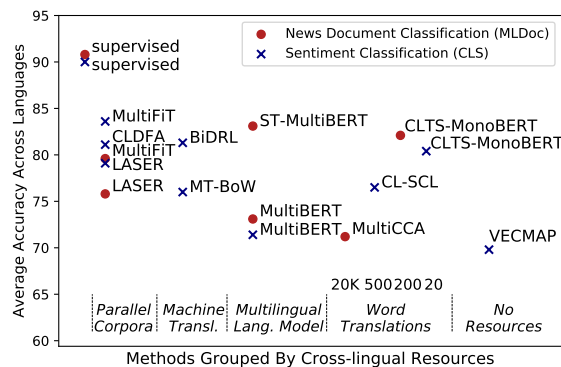 Average Accuracy Across Languages
95
90
85
80
75
70
65
60
News Document Classification (MLDoc)
Sentiment Classification (CLS)
supervised
supervised
MultiFiT
CLDFA
MultiFiT
LASER
LASER
BiDRL
MT-BoW
ST-MultiBERT
MultiBERT
MultiBERT
CLTS-MonoBERT
CLTS-MonoBERT
CL-SCL
MultiCCA
VECMAP
20K 500 200 20
Parallel
Corpora
Machine
Transl.
Multilingual
Lang. Model
Word
Translations
No
Resources
Methods Grouped By Cross-lingual Resources